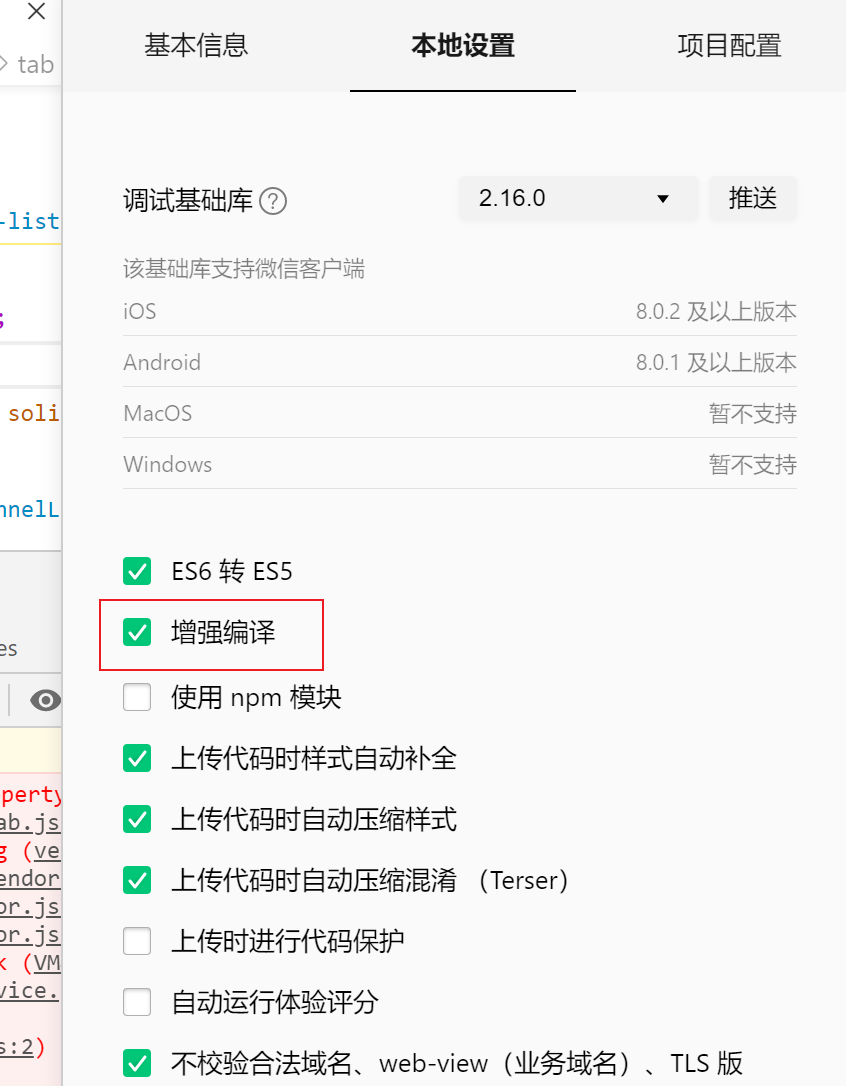 基本信息 本地设置 项目配置
> tab
调试基础库 ? 2.16.0 推送
-list
该基础库支持微信客户端
iOS 8.0.2 及以上版本
;
Android 8.0.1 及以上版本
soli
MacOS 暂不支持
Windows 暂不支持
nnelL
ES6 转 ES5
增强编译
es
使用 npm 模块
上传代码时样式自动补全
operty
ab.js
上传代码时自动压缩样式
g (ve
endor
上传代码时自动压缩混淆 （Terser）
or.js
or.js
上传时进行代码保护
k (VM
vice.
自动运行体验评分
s:2)
不校验合法域名、web-view（业务域名）、TLS 版